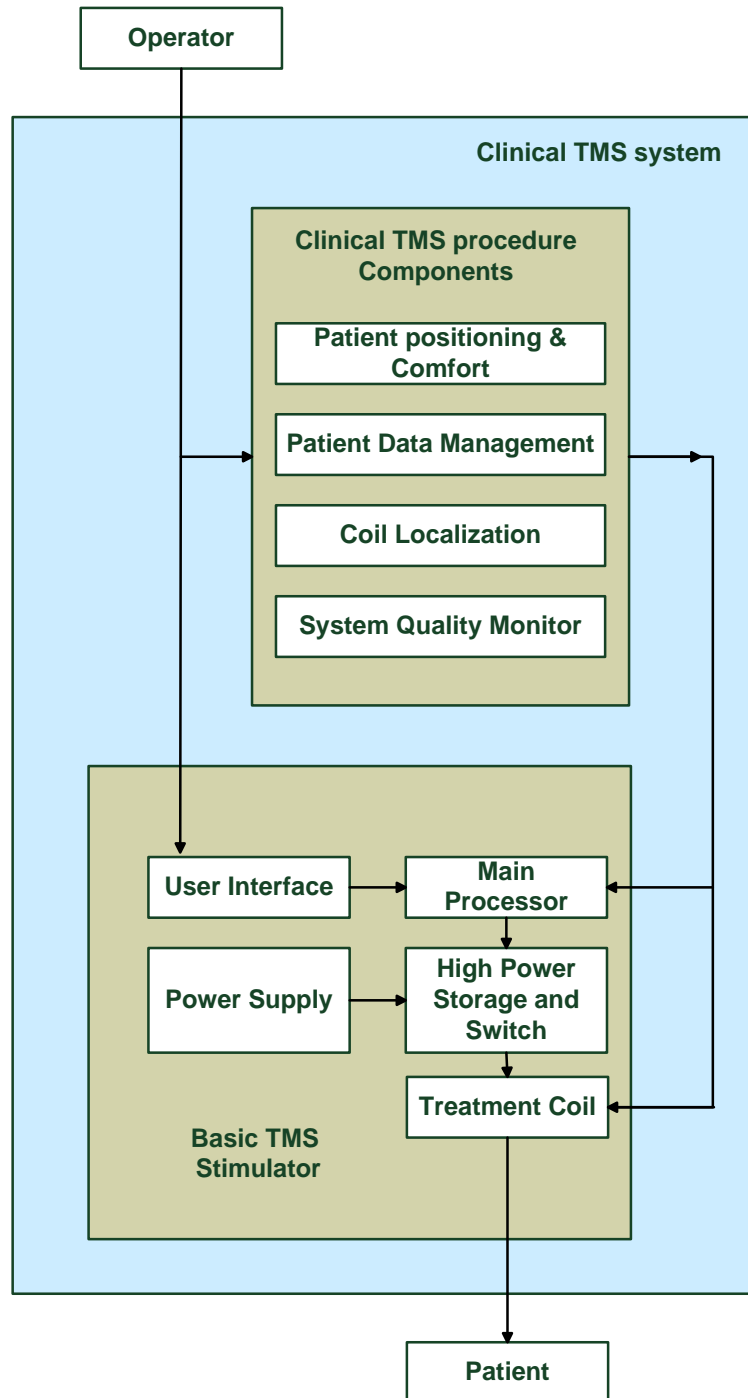 Operator
Clinical TMS system
Clinical TMS procedure
Components
Patient positioning &
Comfort
Patient Data Management
Coil Localization
System Quality Monitor
User Interface
Main
Processor
Power Supply
High Power
Storage and
Switch
Treatment Coil
Basic TMS
Stimulator
Patient